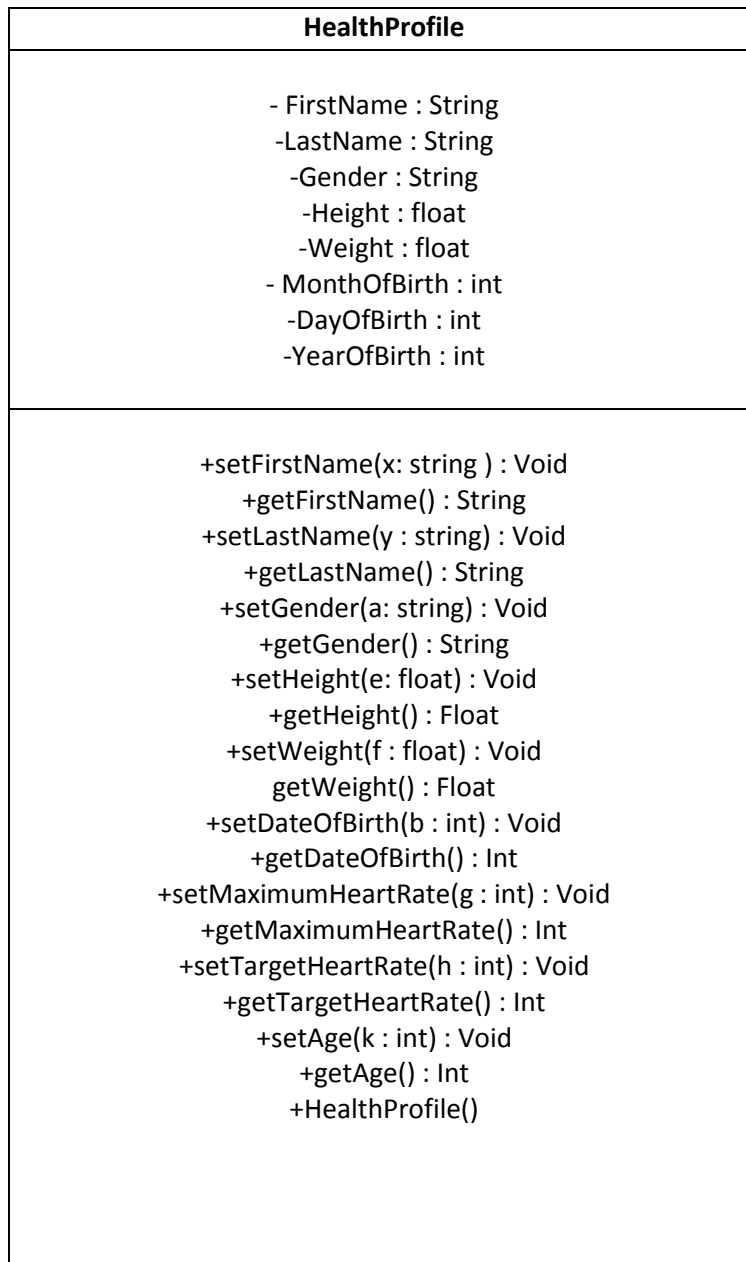 HealthProfile
- FirstName : String
-LastName : String
-Gender : String
-Height : float
-Weight : float
- MonthOfBirth : int
-DayOfBirth : int
-YearOfBirth : int
+setFirstName(x: string ) : Void
+getFirstName() : String
+setLastName(y : string) : Void
+getLastName() : String
+setGender(a: string) : Void
+getGender() : String
+setHeight(e: float) : Void
+getHeight() : Float
+setWeight(f : float) : Void
getWeight() : Float
+setDateOfBirth(b : int) : Void
+getDateOfBirth() : Int
+setMaximumHeartRate(g : int) : Void
+getMaximumHeartRate() : Int
+setTargetHeartRate(h : int) : Void
+getTargetHeartRate() : Int
+setAge(k : int) : Void
+getAge() : Int
+HealthProfile()